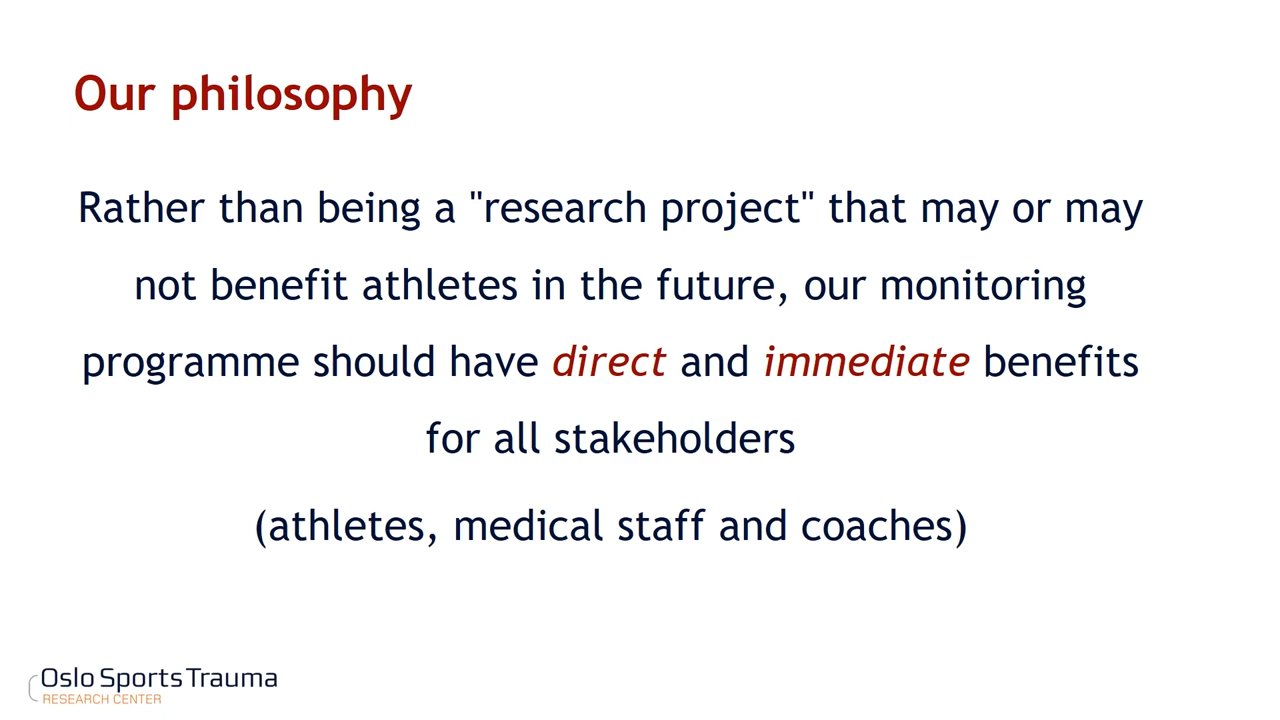 Our philosophy
Rather than being a "research project" that may or may
not benefit athletes in the future, our monitoring
programme should have direct and immediate benefits
for all stakeholders
(athletes, medical staff and coaches)
Oslo Sports Trauma
RESEARCH CENTER